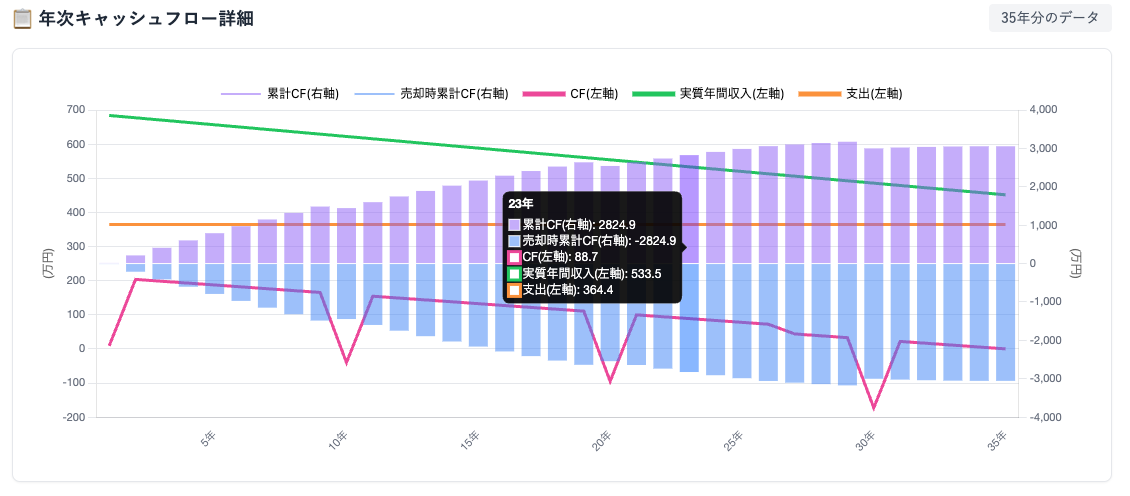 年次キャッシュフロー詳細
35年分のデータ
累計CF(右軸) 売却時累計CF(右軸) CF(左軸) 実質年間収入(左軸) 支出(左軸)
700
600
500
400
300
200
100
0
-100
-200
(万円)
4,000
3,000
2,000
1,000
0
-1,000
-2,000
-3,000
-4,000
(万円)
23年
累計CF(右軸): 2824.9
売却時累計CF(右軸): -2824.9
CF(左軸): 88.7
実質年間収入(左軸): 533.5
支出(左軸): 364.4
5年 10年 15年 20年 25年 30年 35年